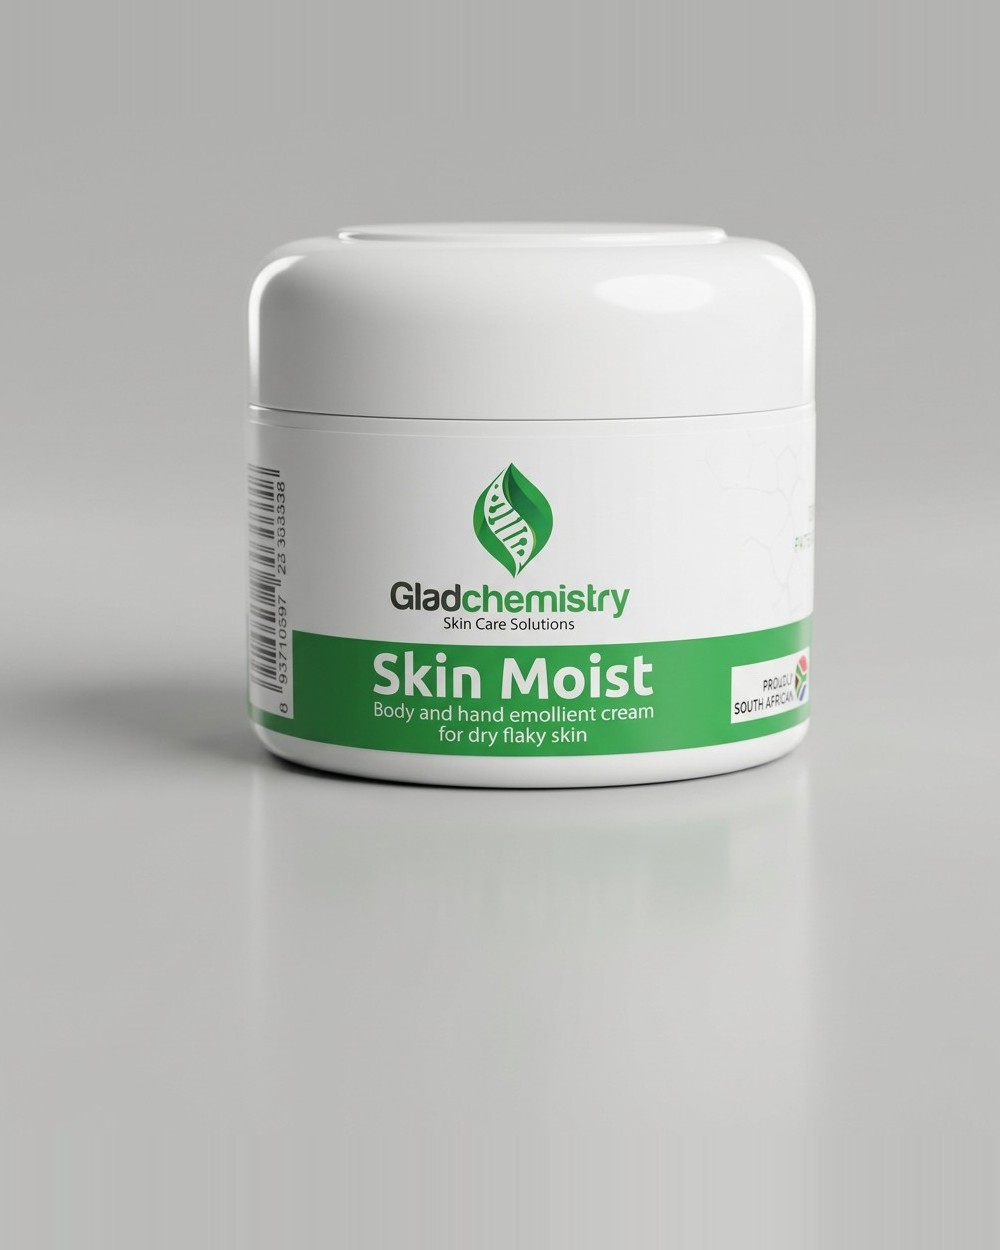 Gladchemistry
Skin Care Solutions
Skin Moist
Body and hand emollient cream
for dry flaky skin
PROUDLY
SOUTH AFRICAN